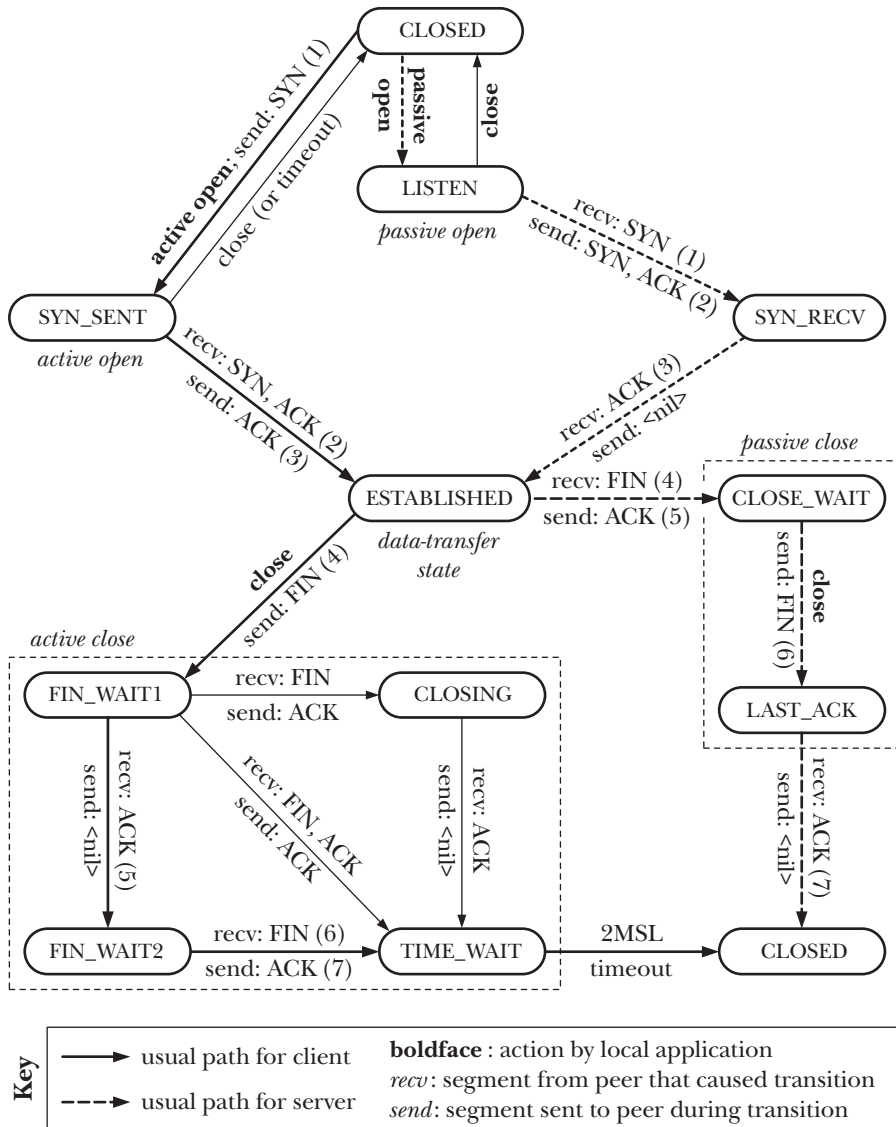 CLOSED
active open; send: SYN (1)
close (or timeout)
passive
open
close
LISTEN
passive open
recv: SYN (1)
send: SYN, ACK (2)
SYN_SENT
active open
SYN_RECV
recv: SYN, ACK (2)
send: ACK (3)
recv: ACK (3)
send: <nil>
passive close
ESTABLISHED
data-transfer
state
recv: FIN (4)
send: ACK (5)
CLOSE_WAIT
close
send: FIN (4)
close
send: FIN (6)
active close
FIN_WAIT1
recv: FIN
send: ACK
CLOSING
LAST_ACK
recv: ACK (5)
send: <nil>
recv: FIN, ACK
send: ACK
recv: ACK
send: <nil>
recv: ACK (7)
send: <nil>
FIN_WAIT2
recv: FIN (6)
send: ACK (7)
TIME_WAIT
2MSL
timeout
CLOSED
Key
usual path for client
usual path for server
boldface : action by local application
recv: segment from peer that caused transition
send: segment sent to peer during transition